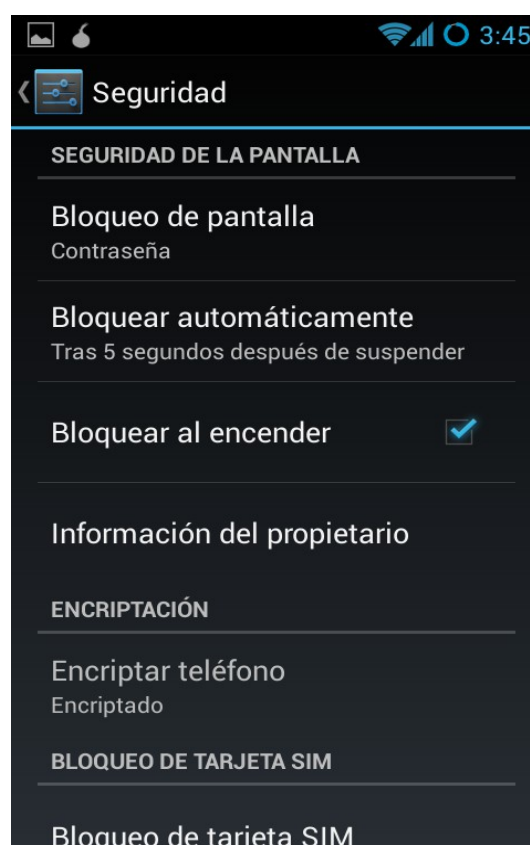 3:45
Seguridad
SEGURIDAD DE LA PANTALLA
Bloqueo de pantalla
Contraseña
Bloquear automáticamente
Tras 5 segundos después de suspender
Bloquear al encender
Información del propietario
ENCRIPTACIÓN
Encriptar teléfono
Encriptado
BLOQUEO DE TARJETA SIM
Bloqueo de tarjeta SIM